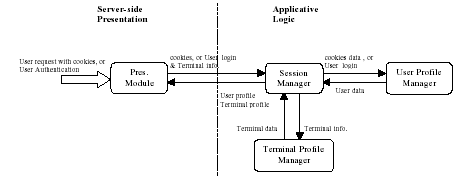 Server-side
Presentation
Applicative
Logic
User request with cookies, or
User Authentication
Pres.
Module
cookies, or User login
& Terminal info.
Session
Manager
cookies data , or
User login
User Profile
Manager
User profile
Terminal profile
User data
Terminal data
Terminal info.
Terminal Profile
Manager